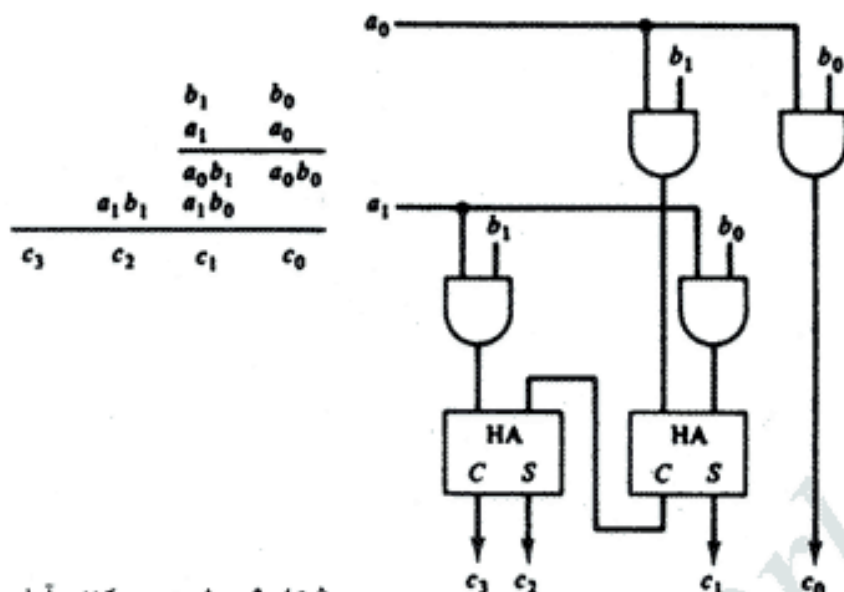 b₁ b₀
a₁ a₀
a₀b₁ a₀b₀
a₁b₁ a₁b₀
c₃ c₂ c₁ c₀
a₀
b₁ b₀
a₁
b₁ b₀
HA HA
C S C S
c₃ c₂ c₁ c₀